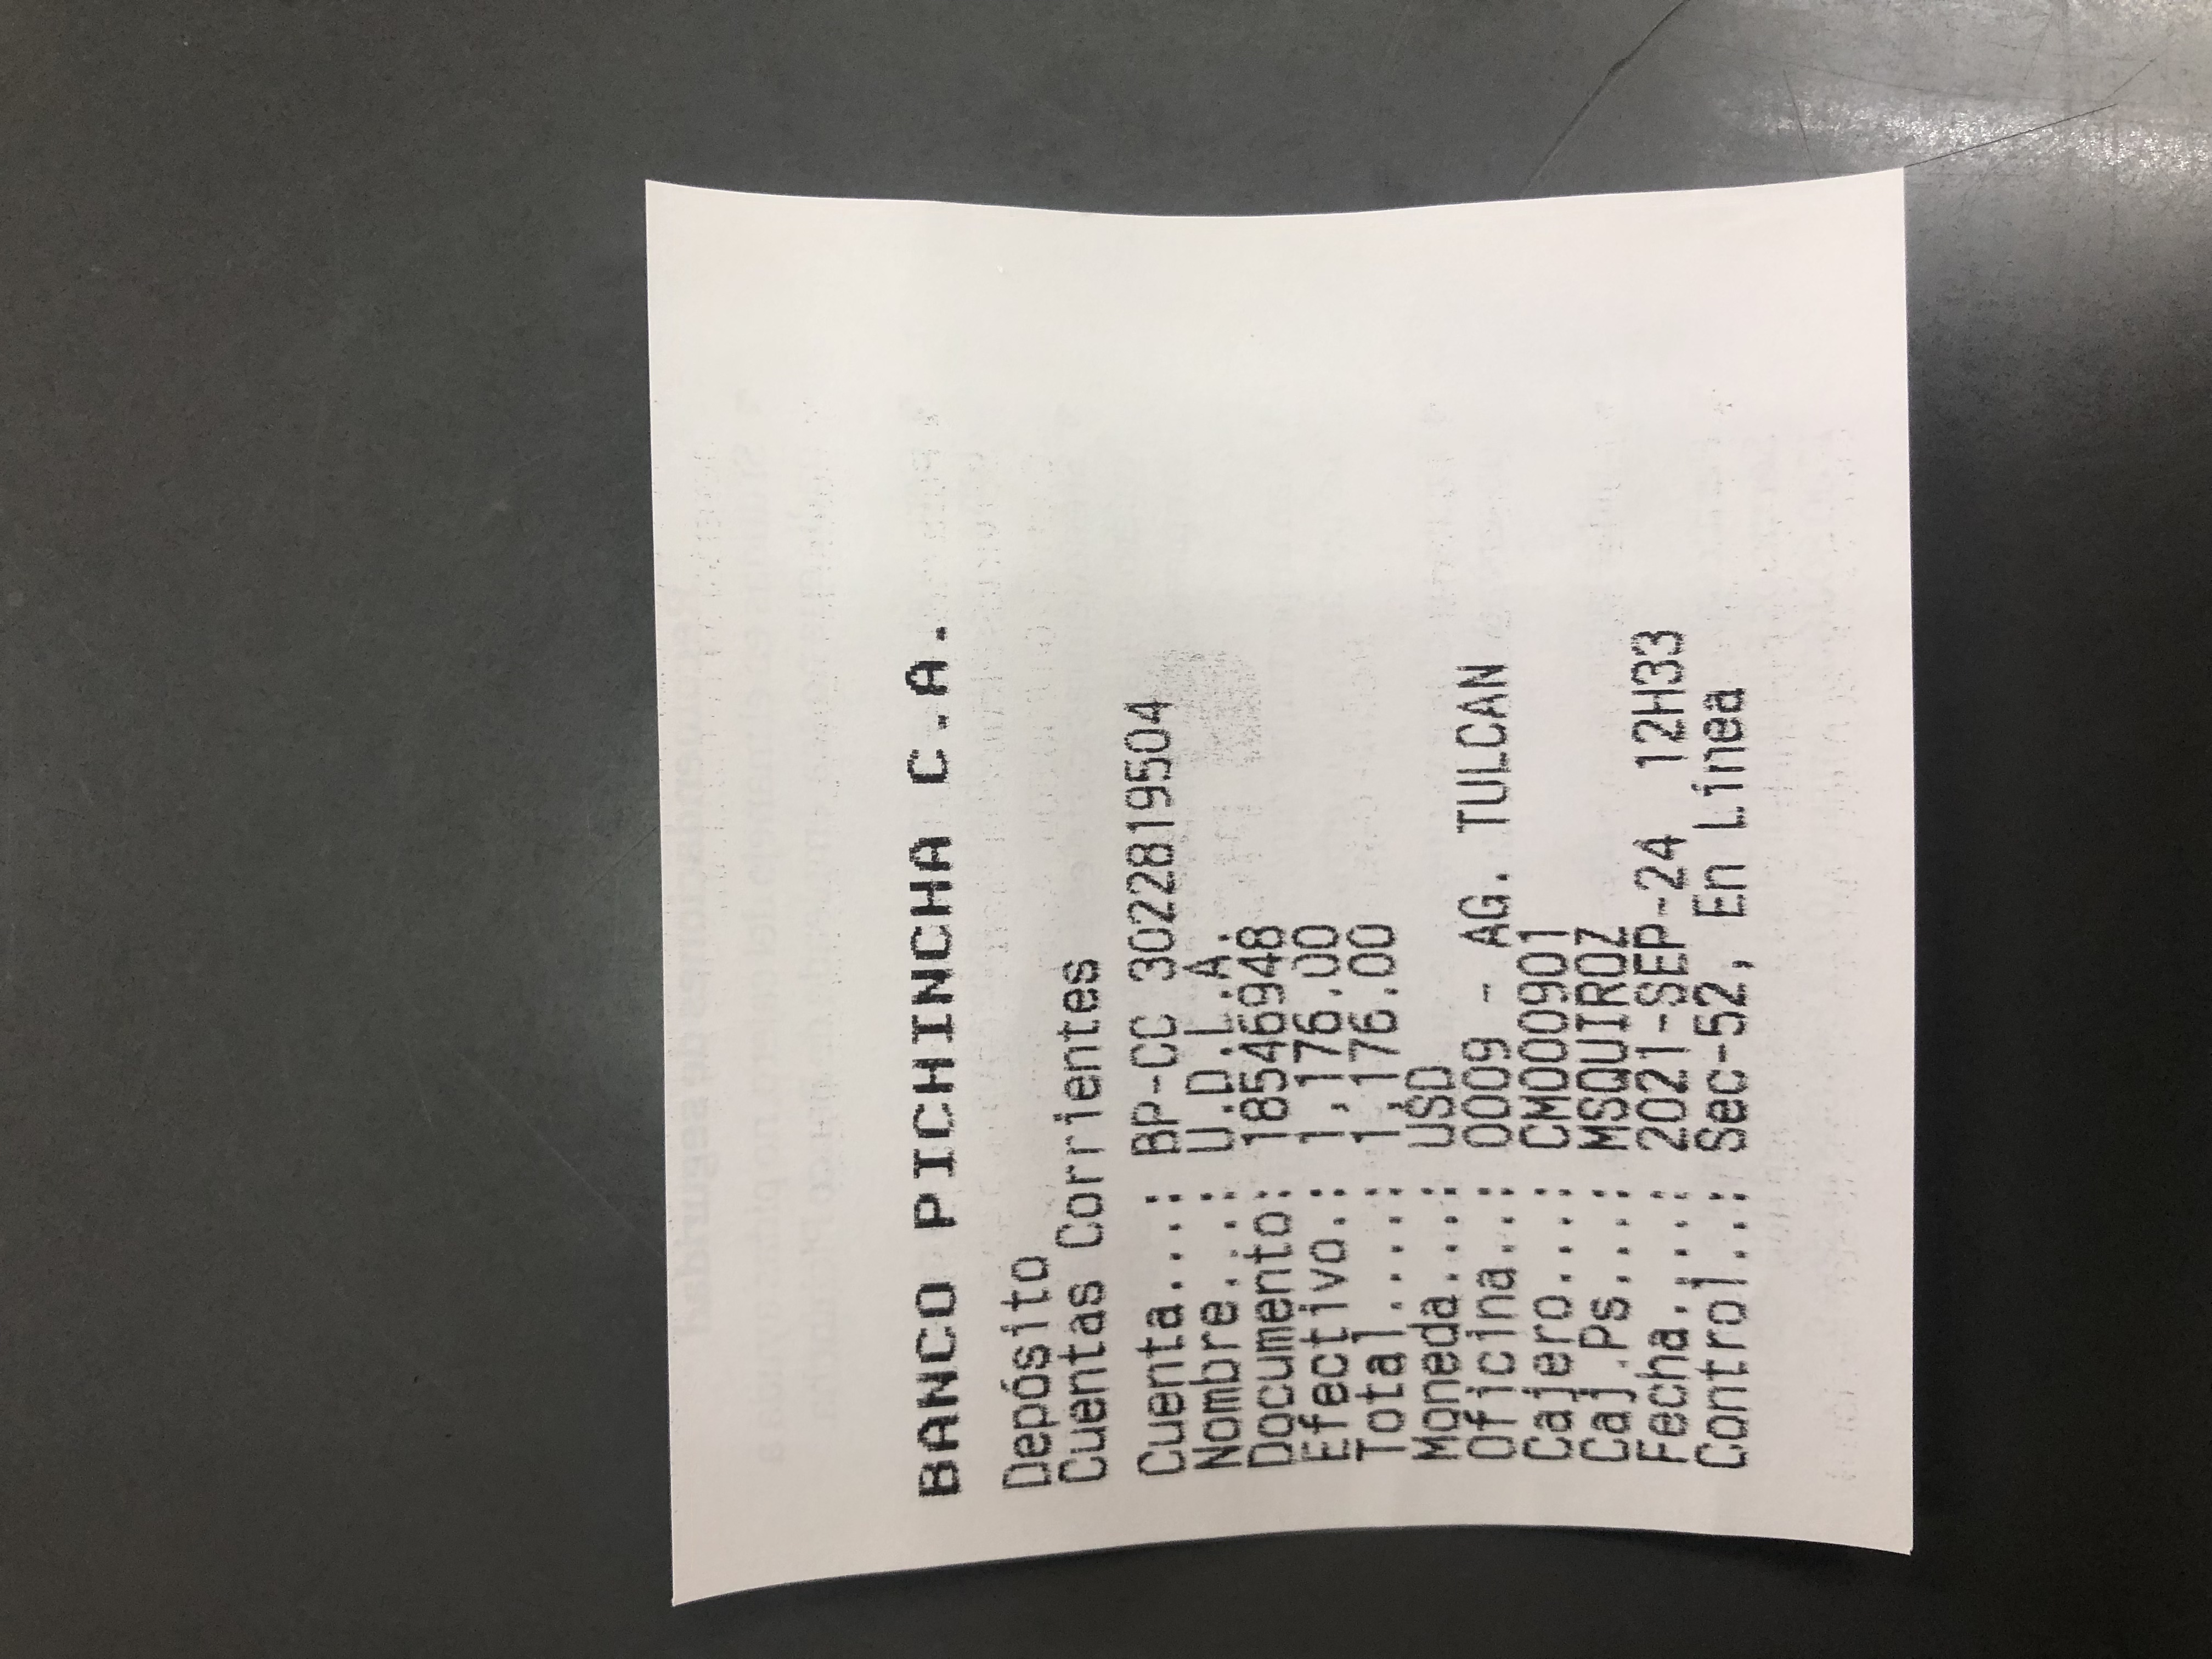 BANCO PICHINCHA C.A.
Depósito
Cuentas Corrientes
Cuenta...: BP-CC 3022819504
Nombre...: U.D.L.A.
Documento: 18546948
Efectivo.: 1,176.00
Total....: 1,176.00
Moneda...: USD
Oficina..: 0009 - AG. TULCAN
Cajero...: CM000901
Caj.Ps...: MSQUIROZ
Fecha....: 2021-SEP-24 12H33
Control..: Sec-52, En Línea